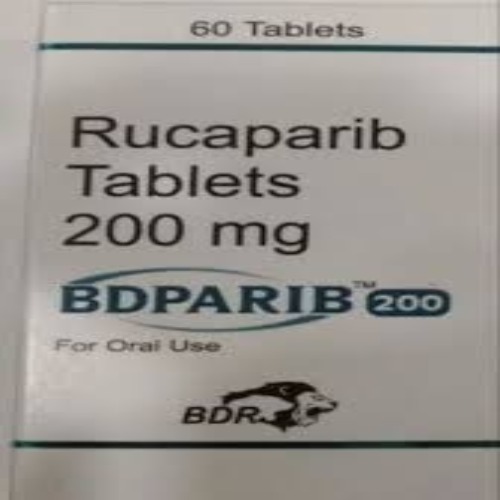 60 Tablets
Rucaparib
Tablets
200 mg
BDPARIB™ 200
For Oral Use
BDR